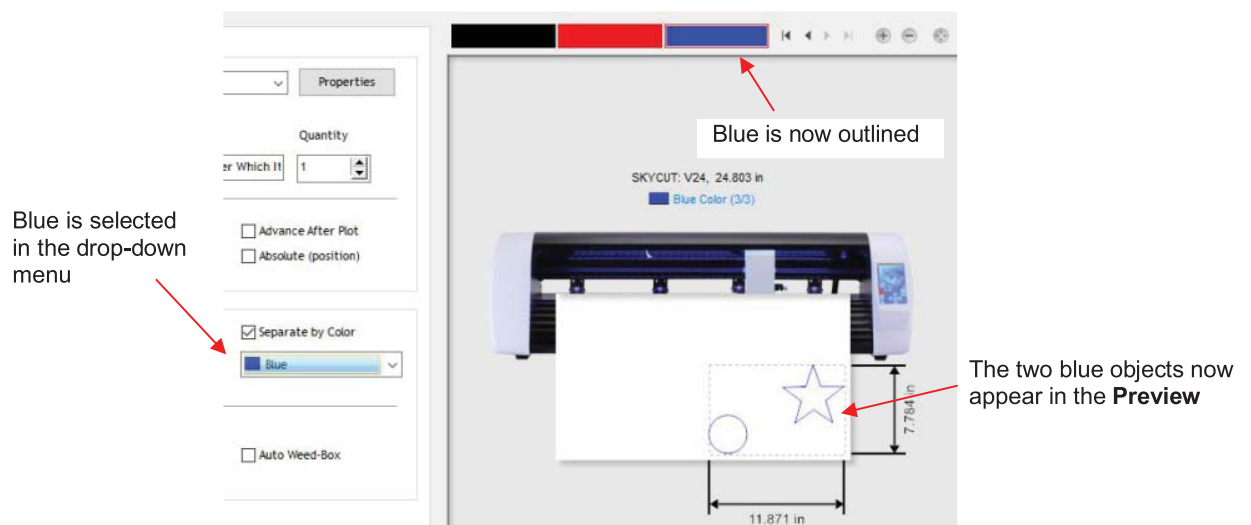 Properties
Quantity
er Which It
1
Advance After Plot
Absolute (position)
Separate by Color
Blue
Auto Weed-Box
Blue is selected
in the drop-down
menu
Blue is now outlined
SKYCUT: V24, 24.803 in
Blue Color (3/3)
7.784 in
11.871 in
The two blue objects now
appear in the Preview